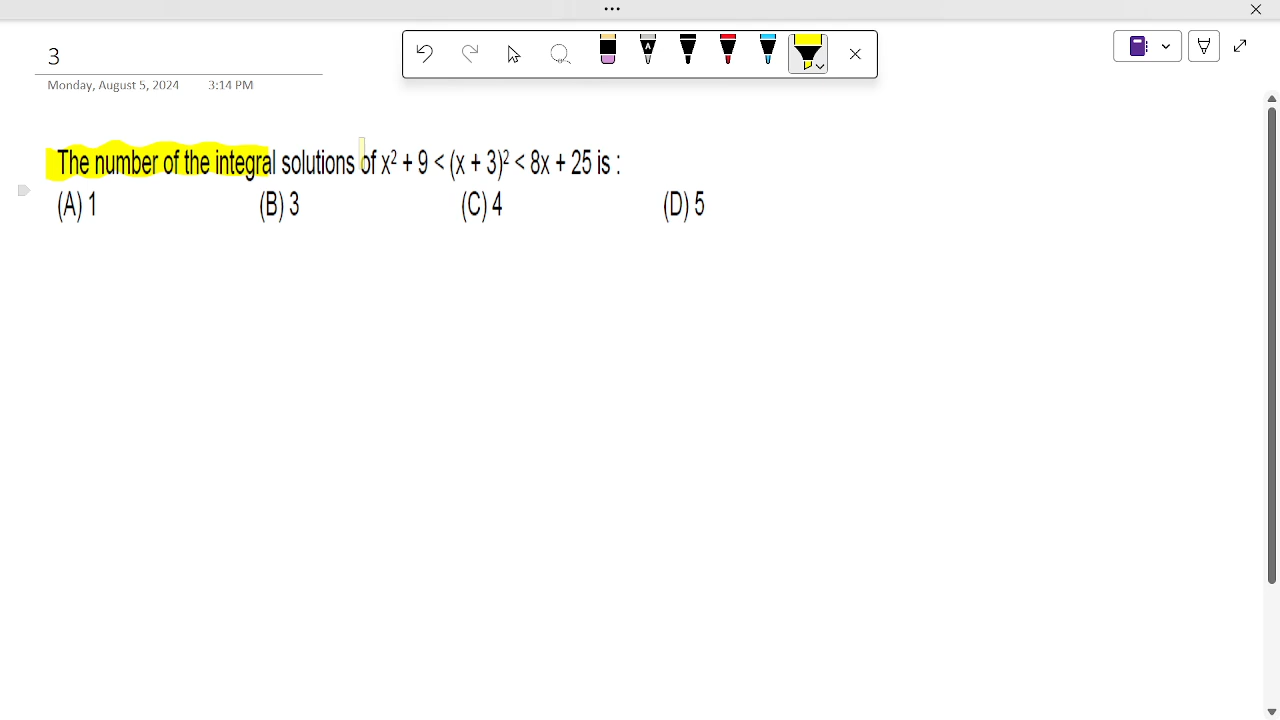 3
Monday, August 5, 2024 3:14 PM
The number of the integral solutions of x² + 9 < (x + 3)² < 8x + 25 is :
(A) 1 (B) 3 (C) 4 (D) 5